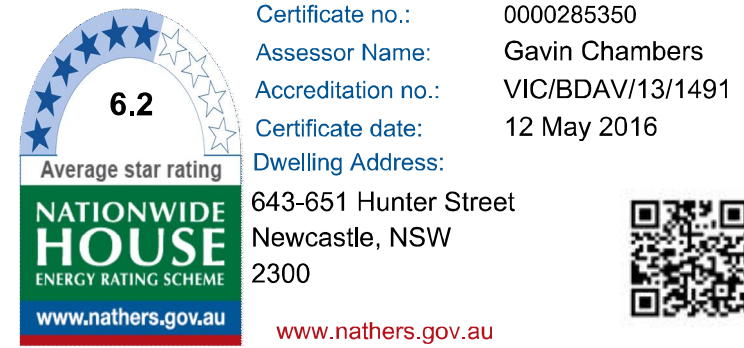 6.2
Average star rating
NATIONWIDE
HOUSE
ENERGY RATING SCHEME
www.nathers.gov.au
Certificate no.: 0000285350
Assessor Name: Gavin Chambers
Accreditation no.: VIC/BDAV/13/1491
Certificate date: 12 May 2016
Dwelling Address:
643-651 Hunter Street
Newcastle, NSW
2300
www.nathers.gov.au